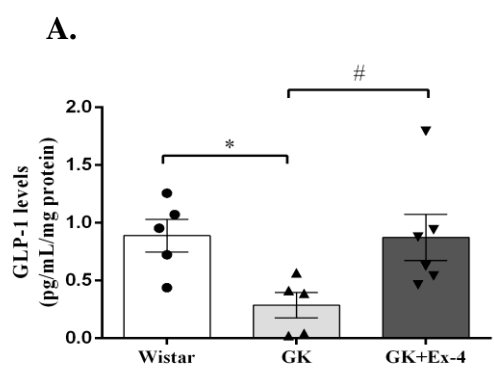 A.
#
*
GLP-1 levels
(pg/mL/mg protein)
2.0
1.5
1.0
0.5
0.0
Wistar
GK
GK+Ex-4